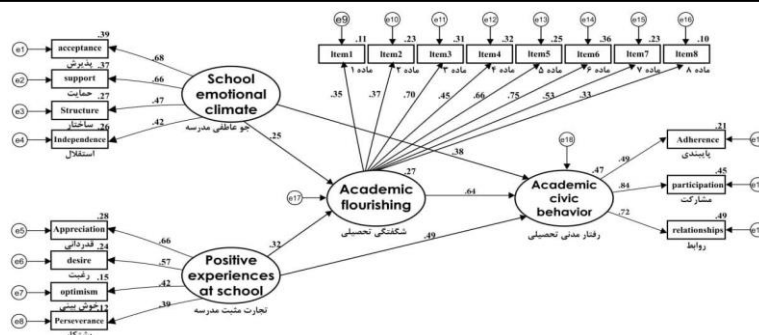 e1
.39
acceptance
پذیرش
.68
e2
.37
support
حمایت
.66
e3
.27
Structure
ساختار
.47
e4
.26
Independence
استقلال
.42
School
emotional
climate
جو عاطفی مدرسه
.25
.38
e5
.28
Appreciation
قدردانی
.66
e6
.24
desire
رغبت
.57
e7
.15
optimism
خوش بینی
.42
e8
.12
Perseverance
.39
Positive
experiences
at school
تجارت مثبت مدرسه
.32
.49
e9
e10
e11
e12
e13
e14
e15
e16
.11
.23
.31
.32
.25
.36
.23
.10
Item1
Item2
Item3
Item4
Item5
Item6
Item7
Item8
ماده ۱
ماده ۲
ماده ۳
ماده ۴
ماده ۵
ماده ۶
ماده ۷
ماده ۸
.35
.37
.70
.45
.66
.75
.53
.33
e17
.27
Academic
flourishing
شکفتگی تحصیلی
.64
e18
.47
Academic
civic
behavior
رفتار مدنی تحصیلی
.49
.21
Adherence
پایبندی
e1
.84
.45
participation
مشارکت
e1
.72
.49
relationships
روابط
e1